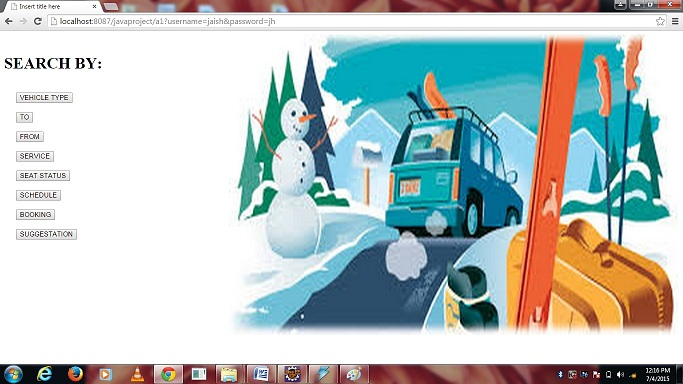 Insert title here
localhost:8087/javaproject/a1?username=jaish&password=jh
SEARCH BY:
VEHICLE TYPE
TO
FROM
SERVICE
SEAT STATUS
SCHEDULE
BOOKING
SUGGESTATION
12:16 PM
7/4/2015